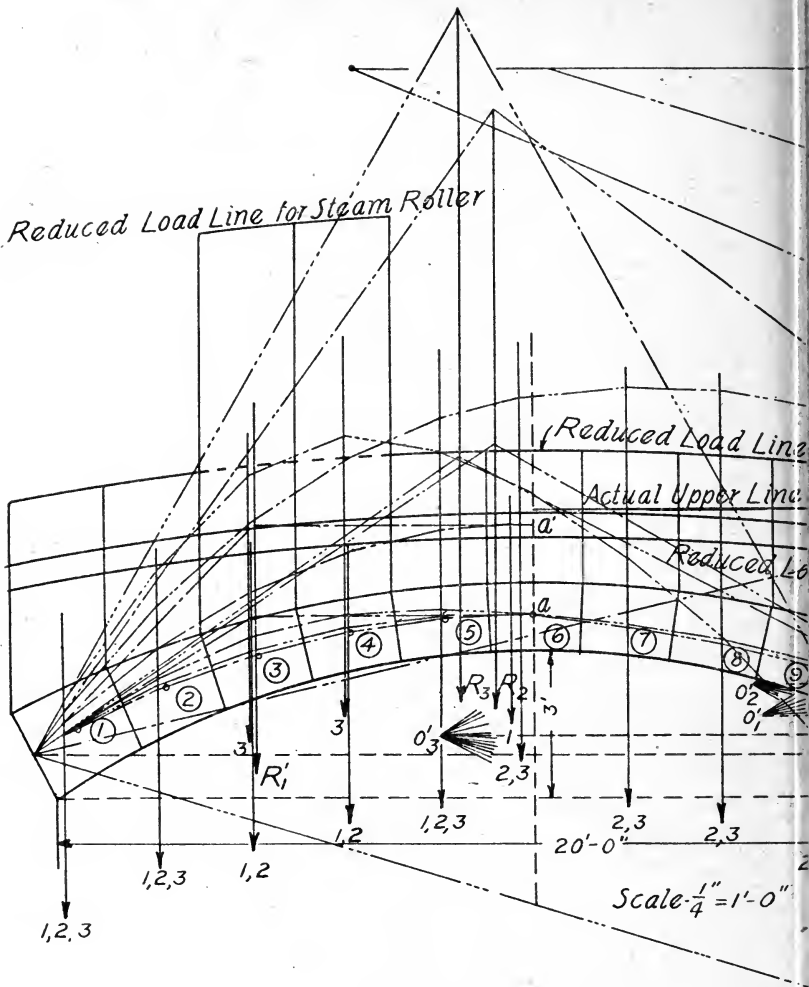 Reduced Load Line for Steam Roller
Reduced Load Line
Actual Upper Line
a'
Reduced Lo
a
① ② ③ ④ ⑤ ⑥ ⑦ ⑧ ⑨
R₃ R₂
O₂
O'₁
3 3 O'₃ 1 3'
R'₁
2,3
1,2 1,2 1,2,3 2,3 2,3
20'-0"
2
1,2,3
Scale-¼"=1'-0"
1,2,3